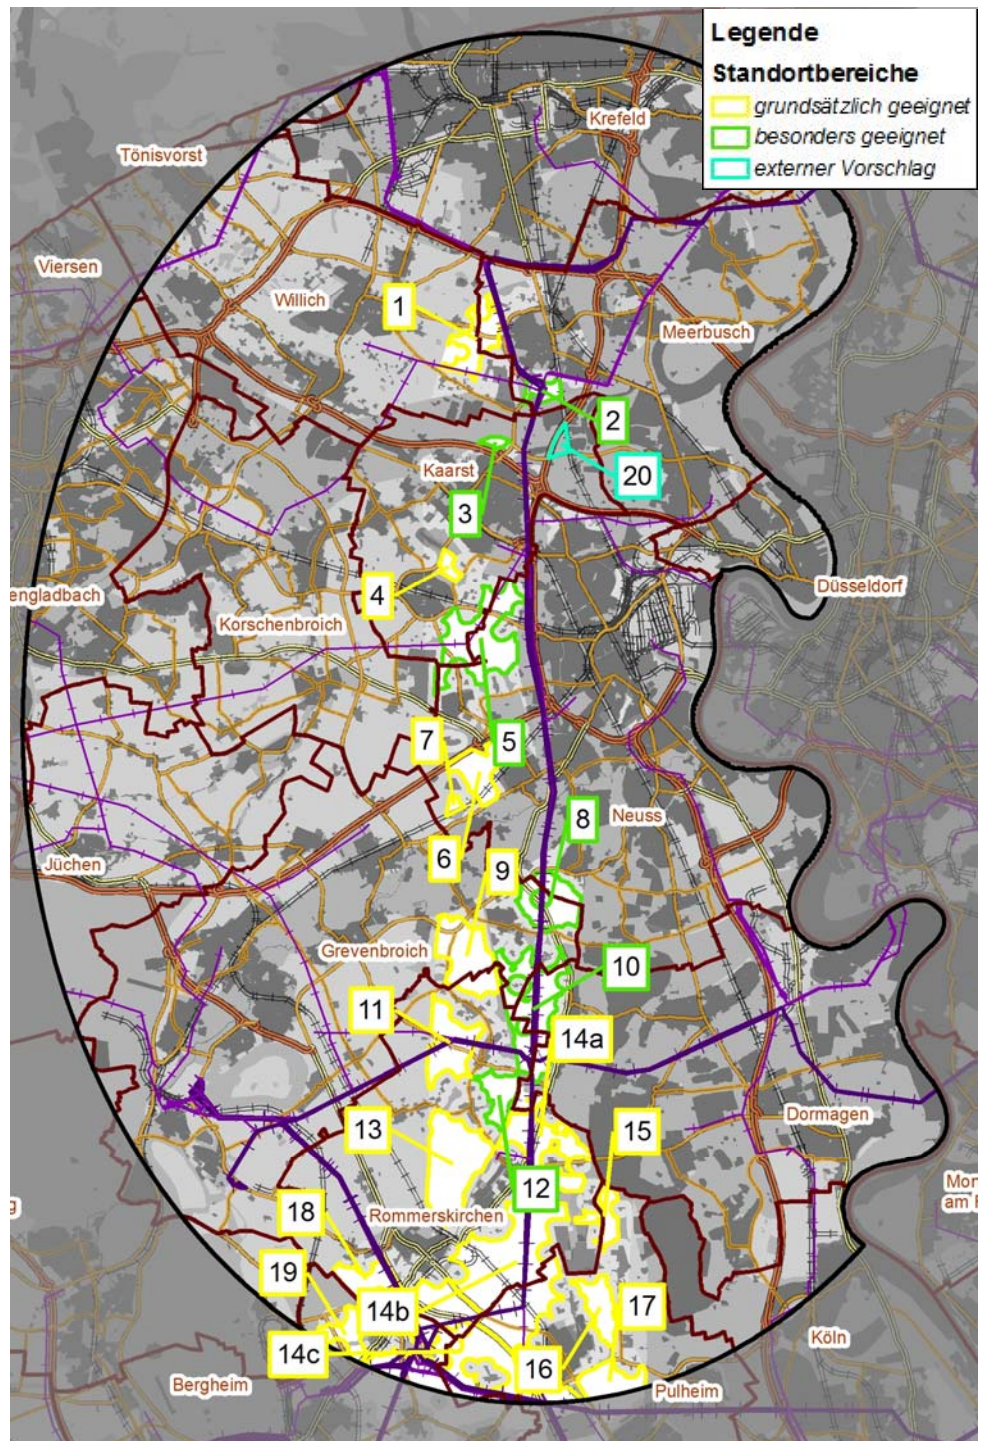 Legende
Standortbereiche
grundsätzlich geeignet
besonders geeignet
externer Vorschlag
Krefeld
Tönisvorst
Viersen
Willich
1
Meerbusch
2
Kaarst
20
3
4
Düsseldorf
engladbach
Korschenbroich
7
5
8
Neuss
6
9
Jüchen
Grevenbroich
10
11
14a
Dormagen
13
15
12
Mon
am R
g
18
Rommerskirchen
19
14b
17
Köln
14c
16
Bergheim
Pulheim